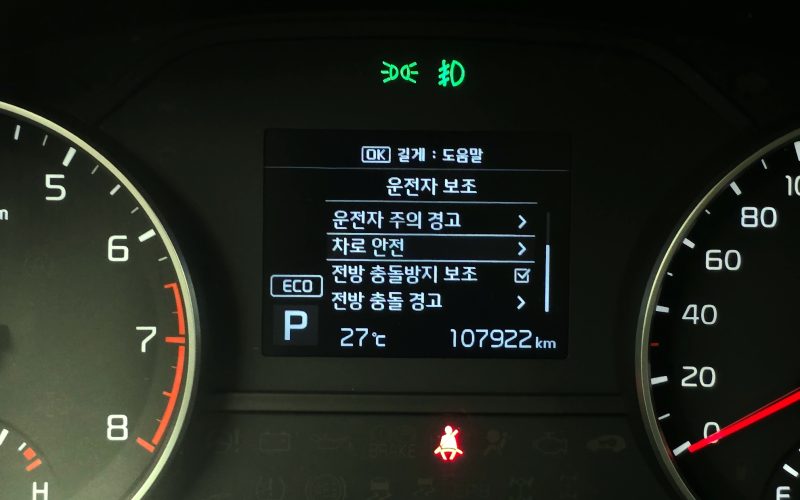 OK 길게 : 도움말
운전자 보조
운전자 주의 경고
차로 안전
전방 충돌방지 보조
전방 충돌 경고
ECO
P
27℃ 107922 km
5
6
7
8
H
80
60
40
20
0
BRAKE